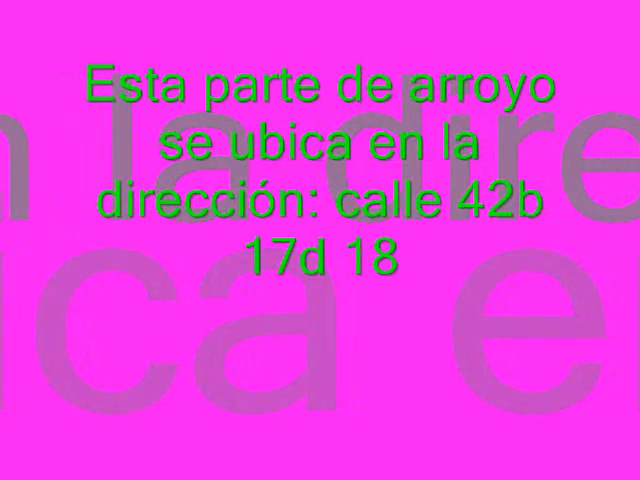 Esta parte de arroyo
se ubica en la
dirección: calle 42b
17d 18